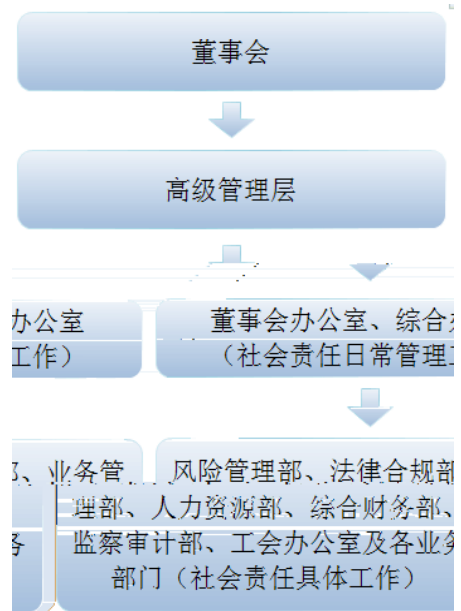 董事会
高级管理层
办公室
董事会办公室、综合
工作）
（社会责任日常管理
部、业务管
风险管理部、法律合规部
理部、人力资源部、综合财务部、
务
监察审计部、工会办公室及各业务
部门（社会责任具体工作）